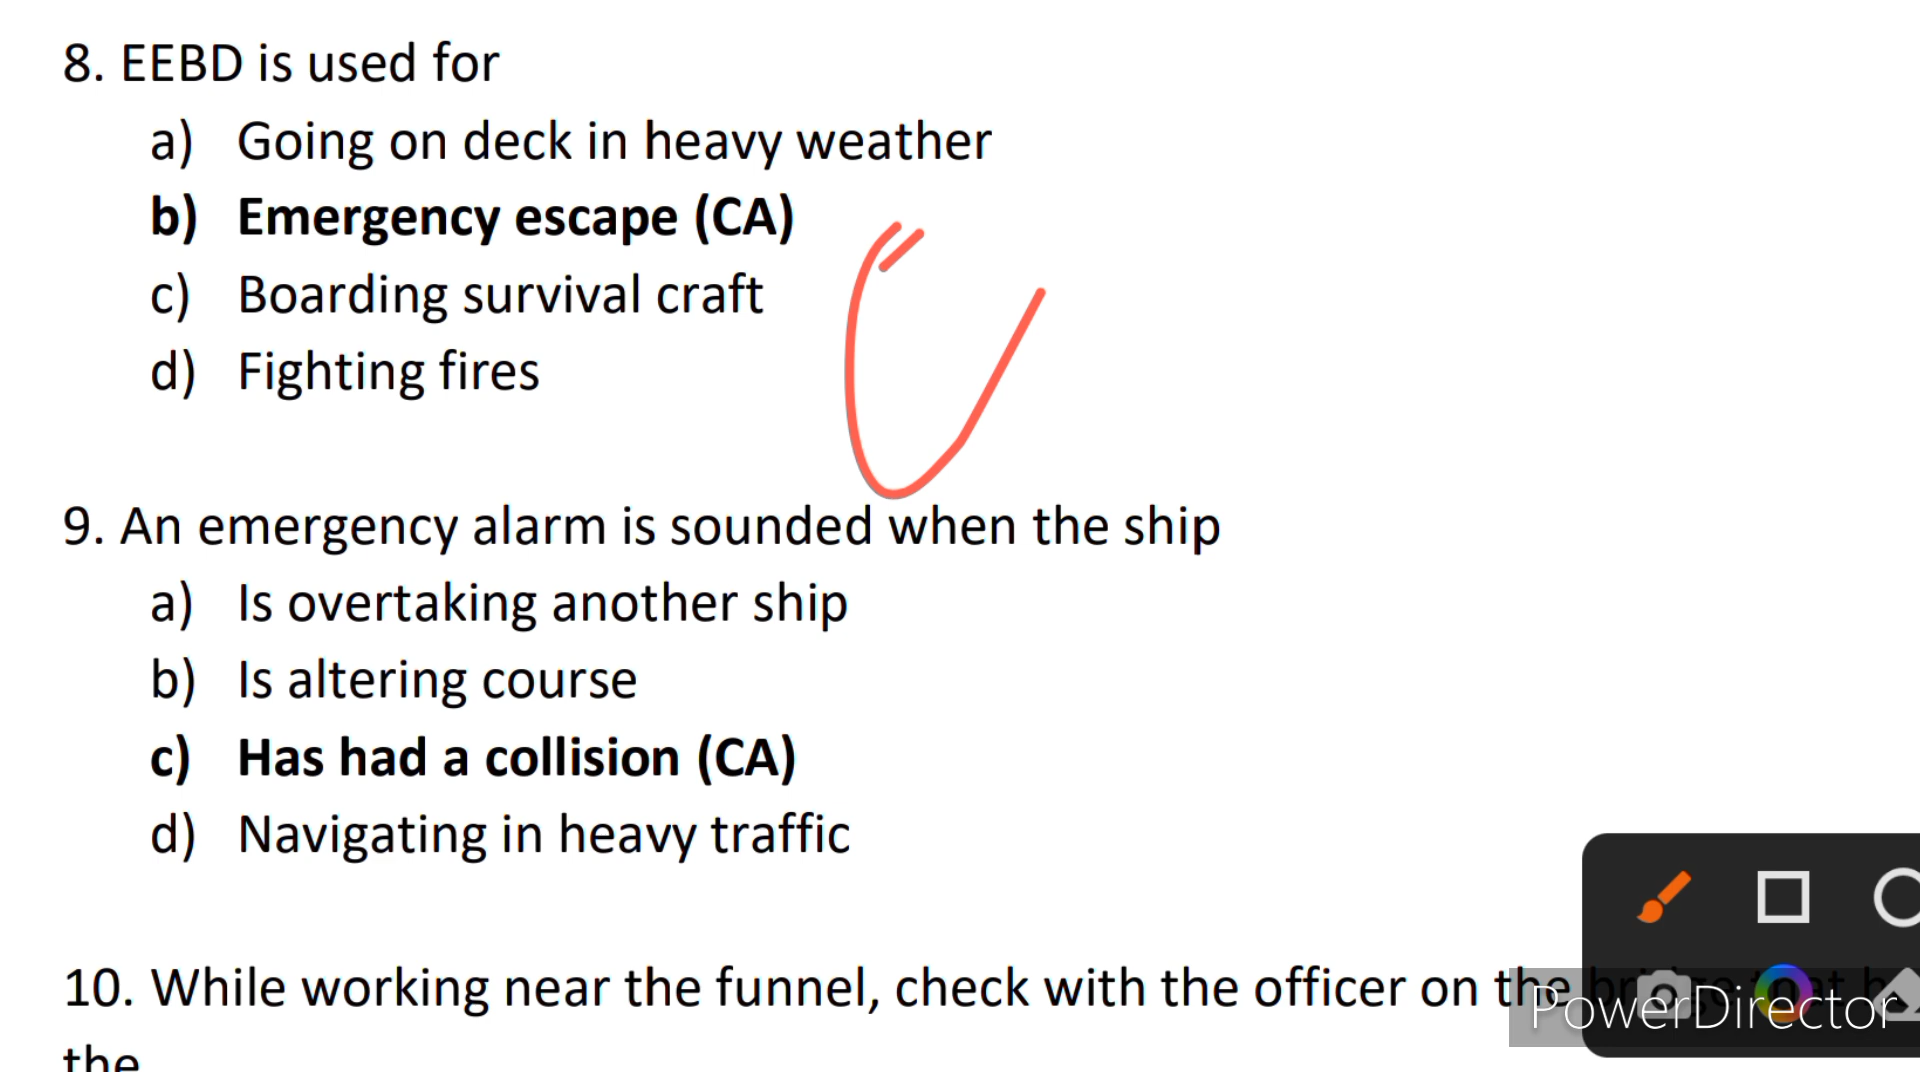 8. EEBD is used for
a) Going on deck in heavy weather
b) Emergency escape (CA)
c) Boarding survival craft
d) Fighting fires
9. An emergency alarm is sounded when the ship
a) Is overtaking another ship
b) Is altering course
c) Has had a collision (CA)
d) Navigating in heavy traffic
10. While working near the funnel, check with the officer on the
the
PowerDirector